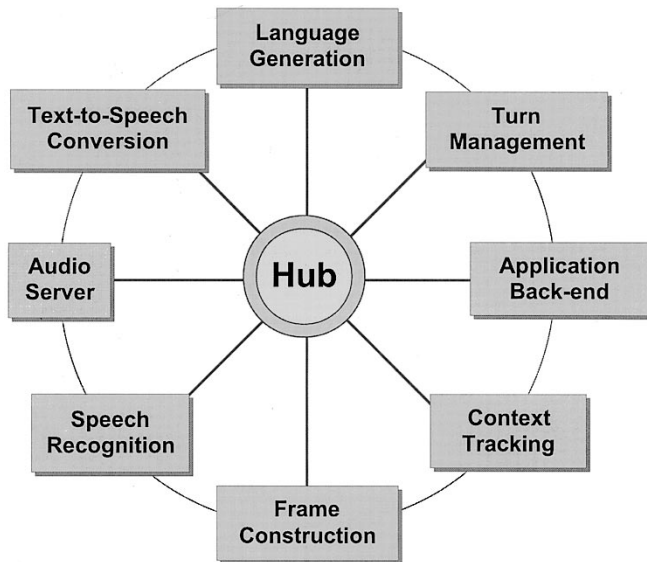 Language
Generation
Text-to-Speech
Conversion
Turn
Management
Audio
Server
Hub
Application
Back-end
Speech
Recognition
Context
Tracking
Frame
Construction